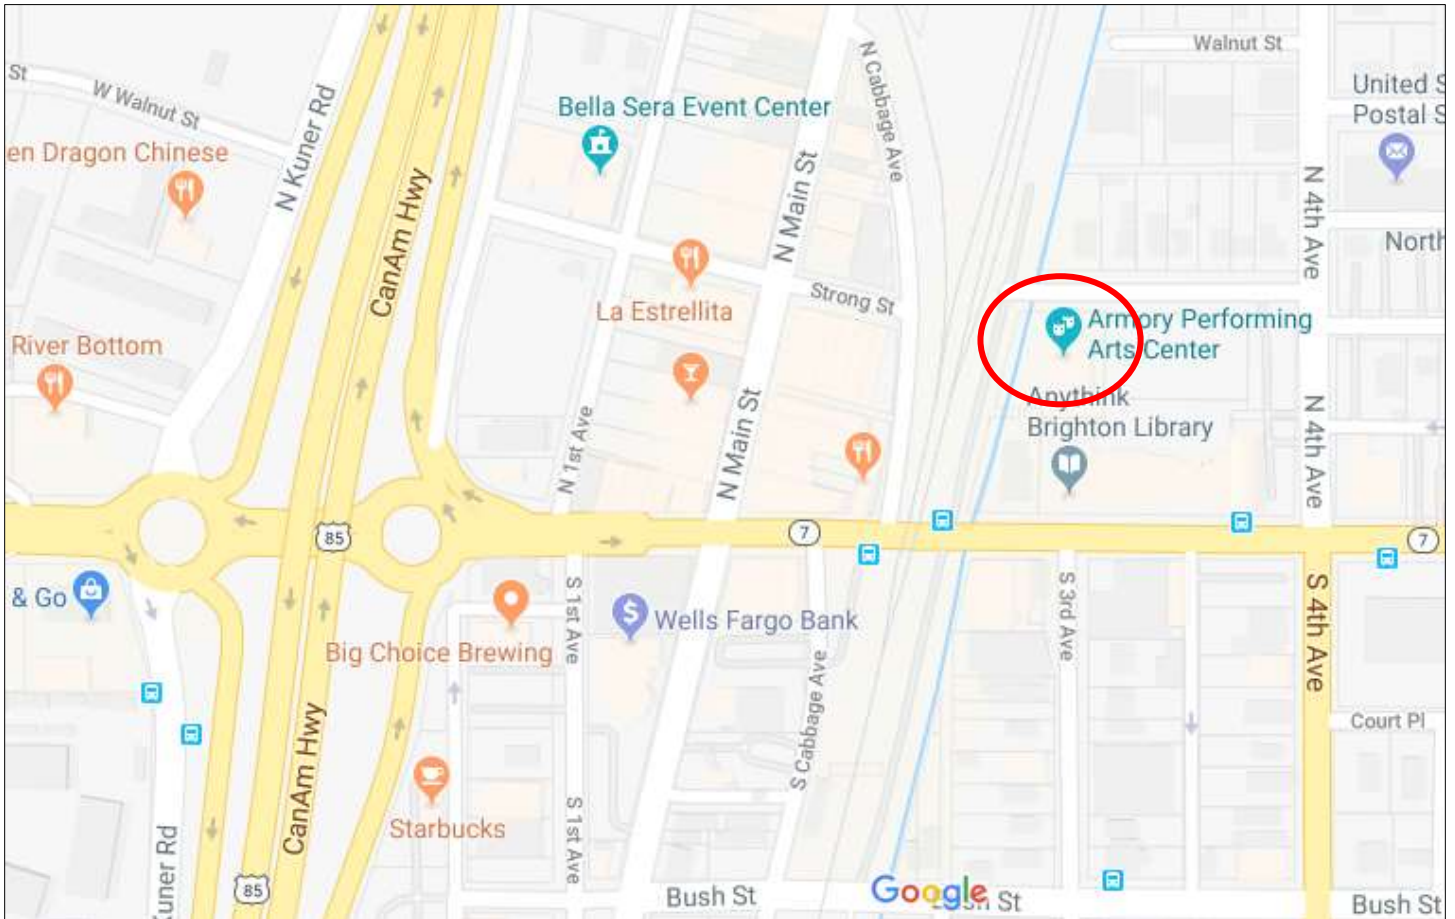 Walnut St
St
W Walnut St
N Kuner Rd
N Cabbage Ave
United S
Postal S
Bella Sera Event Center
en Dragon Chinese
CanAm Hwy
N Main St
N 4th Ave
North
Strong St
La Estrellita
Armory Performing
Arts Center
River Bottom
Anythink
Brighton Library
N 1st Ave
N Main St
N 4th Ave
85
7
7
& Go
S 1st Ave
Wells Fargo Bank
S 3rd Ave
S 4th Ave
Big Choice Brewing
S Cabbage Ave
Court Pl
CanAm Hwy
Starbucks
S 1st Ave
Kuner Rd
85
Bush St
Google
St
Bush St